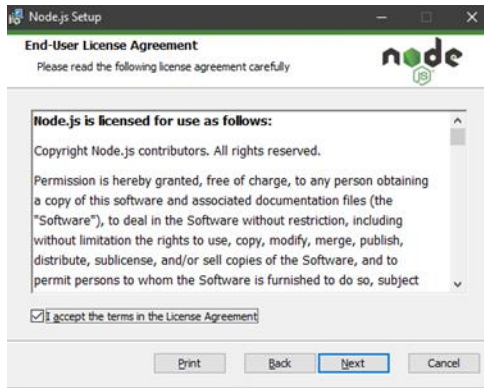 Node.js Setup
End-User License Agreement
Please read the following license agreement carefully
node
JS
Node.js is licensed for use as follows:
Copyright Node.js contributors. All rights reserved.
Permission is hereby granted, free of charge, to any person obtaining
a copy of this software and associated documentation files (the
"Software"), to deal in the Software without restriction, including
without limitation the rights to use, copy, modify, merge, publish,
distribute, sublicense, and/or sell copies of the Software, and to
permit persons to whom the Software is furnished to do so, subject
I accept the terms in the License Agreement
Print Back Next Cancel